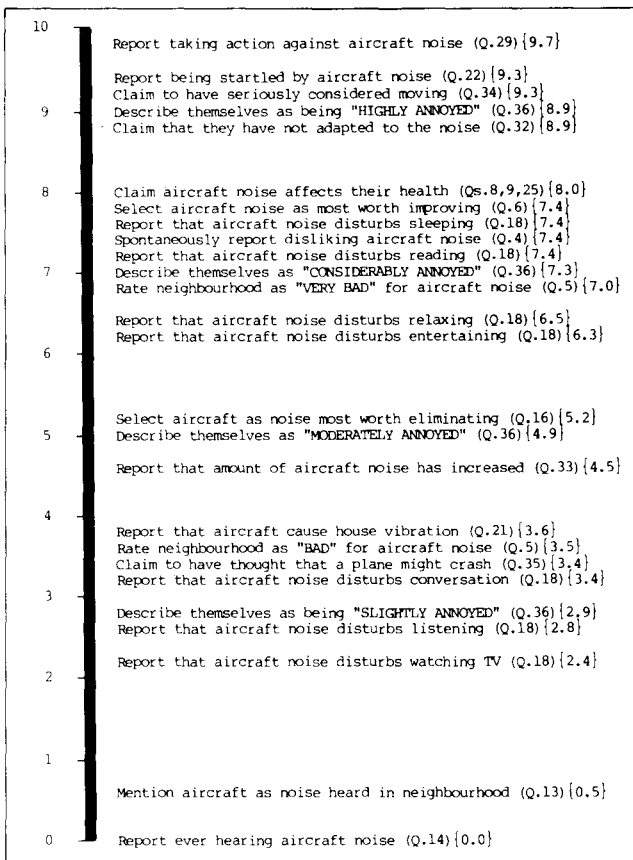 10
Report taking action against aircraft noise (Q.29) {9.7}
Report being startled by aircraft noise (Q.22) {9.3}
Claim to have seriously considered moving (Q.34) {9.3}
9 Describe themselves as being "HIGHLY ANNOYED" (Q.36) {8.9}
Claim that they have not adapted to the noise (Q.32) {8.9}
8 Claim aircraft noise affects their health (Qs.8,9,25) {8.0}
Select aircraft noise as most worth improving (Q.6) {7.4}
Report that aircraft noise disturbs sleeping (Q.18) {7.4}
Spontaneously report disliking aircraft noise (Q.4) {7.4}
Report that aircraft noise disturbs reading (Q.18) {7.4}
7 Describe themselves as "CONSIDERABLY ANNOYED" (Q.36) {7.3}
Rate neighbourhood as "VERY BAD" for aircraft noise (Q.5) {7.0}
Report that aircraft noise disturbs relaxing (Q.18) {6.5}
Report that aircraft noise disturbs entertaining (Q.18) {6.3}
6
Select aircraft as noise most worth eliminating (Q.16) {5.2}
5 Describe themselves as "MODERATELY ANNOYED" (Q.36) {4.9}
Report that amount of aircraft noise has increased (Q.33) {4.5}
4
Report that aircraft cause house vibration (Q.21) {3.6}
Rate neighbourhood as "BAD" for aircraft noise (Q.5) {3.5}
Claim to have thought that a plane might crash (Q.35) {3.4}
Report that aircraft noise disturbs conversation (Q.18) {3.4}
3
Describe themselves as being "SLIGHTLY ANNOYED" (Q.36) {2.9}
Report that aircraft noise disturbs listening (Q.18) {2.8}
Report that aircraft noise disturbs watching TV (Q.18) {2.4}
2
1
Mention aircraft as noise heard in neighbourhood (Q.13) {0.5}
0 Report ever hearing aircraft noise (Q.14) {0.0}